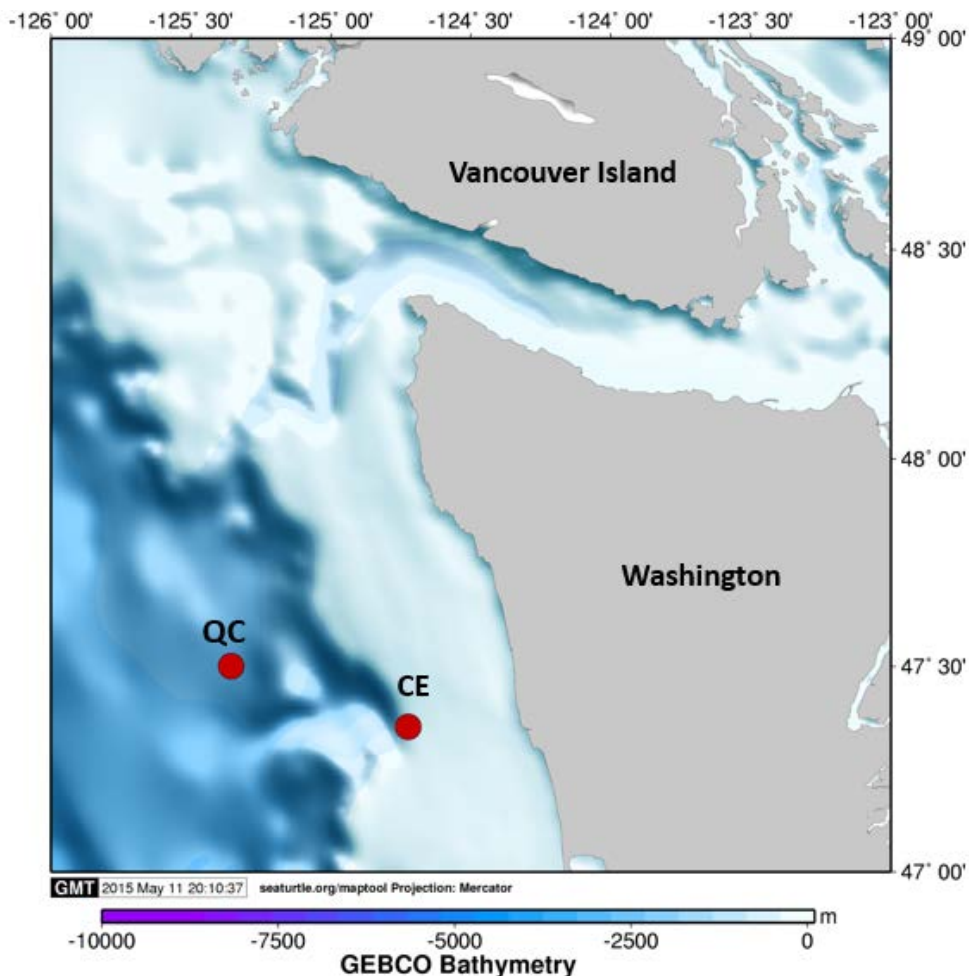 -126˚ 00' -125˚ 30' -125˚ 00' -124˚ 30' -124˚ 00' -123˚ 30' -123˚ 00'
49˚ 00'
Vancouver Island
48˚ 30'
48˚ 00'
Washington
QC
47˚ 30'
CE
47˚ 00'
GMT 2015 May 11 20:10:37 seaturtle.org/maptool Projection: Mercator
m
-10000 -7500 -5000 -2500 0
GEBCO Bathymetry